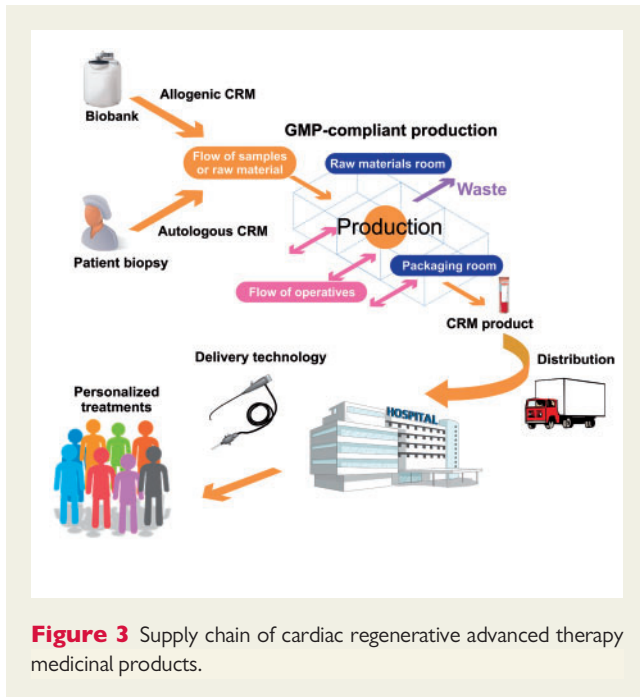 Allogenic CRM
Biobank
GMP-compliant production
Flow of samples
or raw material
Raw materials room
Waste
Production
Autologous CRM
Patient biopsy
Packaging room
Flow of operatives
CRM product
Delivery technology
Distribution
Personalized
treatments
HOSPITAL
Figure 3 Supply chain of cardiac regenerative advanced therapy
medicinal products.